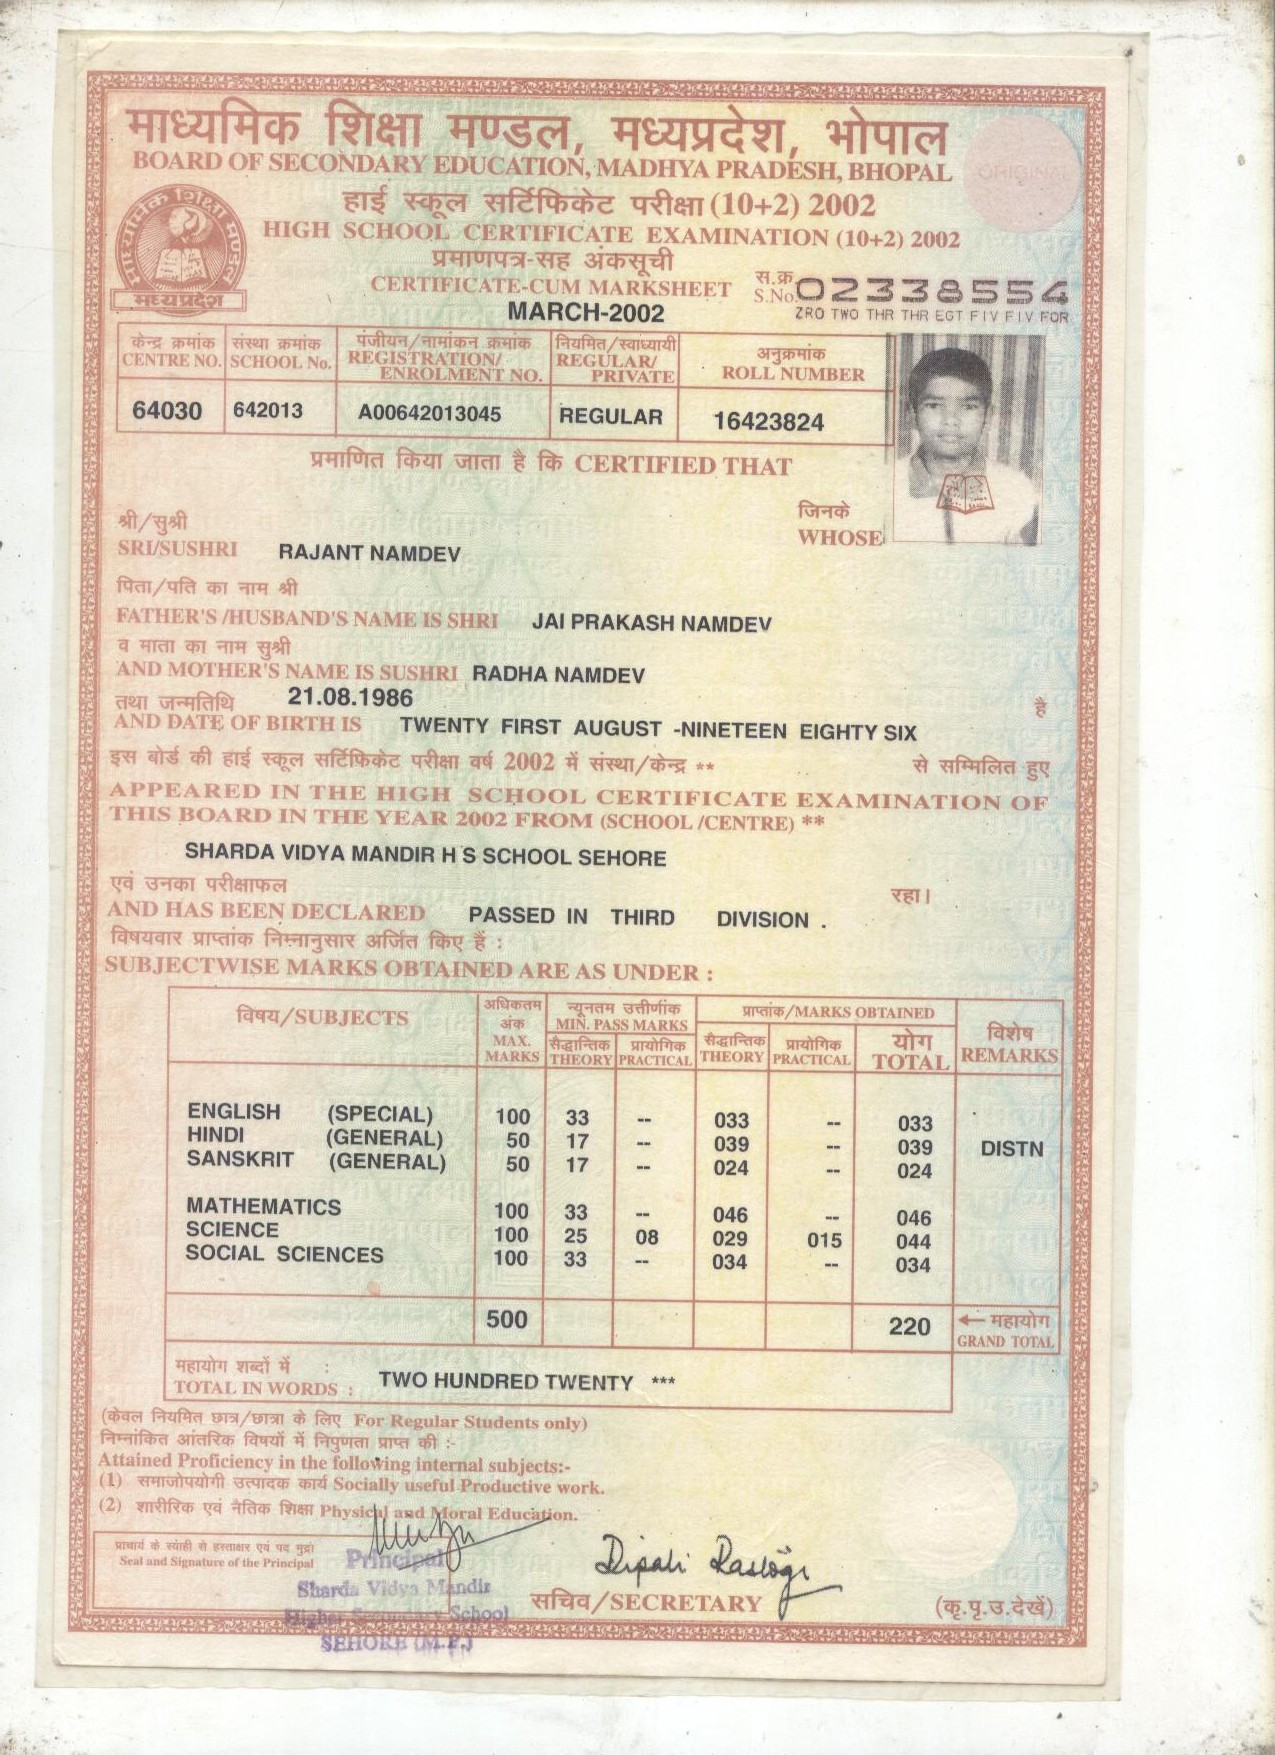 माध्यमिक शिक्षा मण्डल, मध्यप्रदेश, भोपाल
BOARD OF SECONDARY EDUCATION, MADHYA PRADESH, BHOPAL
ORIGINAL
हाई स्कूल सर्टिफिकेट परीक्षा (10+2) 2002
HIGH SCHOOL CERTIFICATE EXAMINATION (10+2) 2002
माध्यमिक शिक्षा मण्डल
मध्यप्रदेश
प्रमाणपत्र-सह अंकसूची
CERTIFICATE-CUM MARKSHEET
स.क्र.
S.No. 02338554
MARCH-2002
ZRO TWO THR THR EGT FIV FIV FOR
केन्द्र क्रमांक संस्था क्रमांक पंजीयन/नामांकन क्रमांक नियमित/स्वाध्यायी अनुक्रमांक
CENTRE NO. SCHOOL No. REGISTRATION/ ENROLMENT NO. REGULAR/ PRIVATE ROLL NUMBER
64030 642013 A00642013045 REGULAR 16423824
प्रमाणित किया जाता है कि CERTIFIED THAT
श्री/सुश्री जिनके
SRI/SUSHRI RAJANT NAMDEV WHOSE
पिता/पति का नाम श्री
FATHER'S /HUSBAND'S NAME IS SHRI JAI PRAKASH NAMDEV
व माता का नाम सुश्री
AND MOTHER'S NAME IS SUSHRI RADHA NAMDEV
तथा जन्मतिथि 21.08.1986 है
AND DATE OF BIRTH IS TWENTY FIRST AUGUST -NINETEEN EIGHTY SIX
इस बोर्ड की हाई स्कूल सर्टिफिकेट परीक्षा वर्ष 2002 में संस्था/केन्द्र ** से सम्मिलित हुए
APPEARED IN THE HIGH SCHOOL CERTIFICATE EXAMINATION OF
THIS BOARD IN THE YEAR 2002 FROM (SCHOOL /CENTRE) **
SHARDA VIDYA MANDIR H S SCHOOL SEHORE
एवं उनका परीक्षाफल रहा।
AND HAS BEEN DECLARED PASSED IN THIRD DIVISION .
विषयवार प्राप्तांक निम्नानुसार अर्जित किए हैं :
SUBJECTWISE MARKS OBTAINED ARE AS UNDER :
विषय/SUBJECTS अधिकतम अंक MAX. MARKS न्यूनतम उत्तीर्णांक MIN. PASS MARKS प्राप्तांक/MARKS OBTAINED विशेष REMARKS
सैद्धान्तिक THEORY प्रायोगिक PRACTICAL सैद्धान्तिक THEORY प्रायोगिक PRACTICAL योग TOTAL
ENGLISH (SPECIAL) 100 33 -- 033 -- 033
HINDI (GENERAL) 50 17 -- 039 -- 039 DISTN
SANSKRIT (GENERAL) 50 17 -- 024 -- 024
MATHEMATICS 100 33 -- 046 -- 046
SCIENCE 100 25 08 029 015 044
SOCIAL SCIENCES 100 33 -- 034 -- 034
500 220 ← महायोग GRAND TOTAL
महायोग शब्दों में :
TOTAL IN WORDS : TWO HUNDRED TWENTY ***
(केवल नियमित छात्र/छात्रा के लिए For Regular Students only)
निम्नांकित आंतरिक विषयों में निपुणता प्राप्त की :-
Attained Proficiency in the following internal subjects:-
(1) समाजोपयोगी उत्पादक कार्य Socially useful Productive work.
(2) शारीरिक एवं नैतिक शिक्षा Physical and Moral Education.
प्राचार्य के स्याही से हस्ताक्षर एवं पद मुद्रा
Seal and Signature of the Principal
Principal
Sharda Vidya Mandir
Higher Secondary School
SEHORE (M.P.)
Dipali Rastogi
सचिव/SECRETARY
(कृ.पृ.उ.देखें)